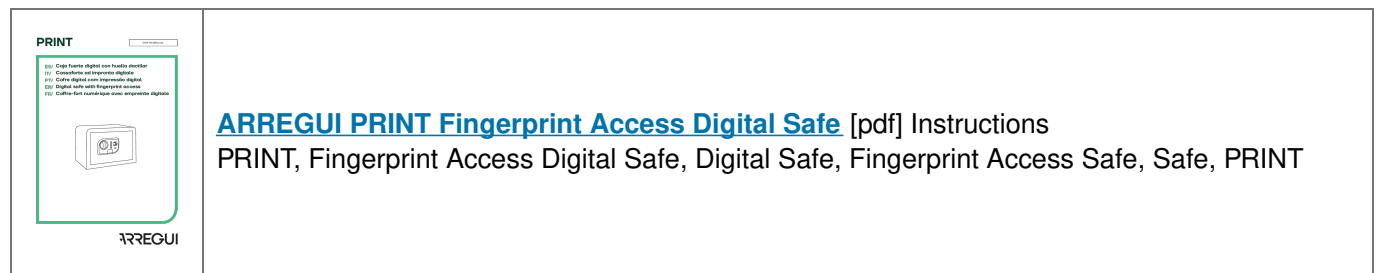 PRINT
ES/ Caja fuerte digital con huella dactilar
IT/ Cassaforte ad impronta digitale
PT/ Cofre digital com impressão digital
EN/ Digital safe with fingerprint access
FR/ Coffre-fort numérique avec empreinte digitale
ARREGUI
ARREGUI PRINT Fingerprint Access Digital Safe [pdf] Instructions
PRINT, Fingerprint Access Digital Safe, Digital Safe, Fingerprint Access Safe, Safe, PRINT